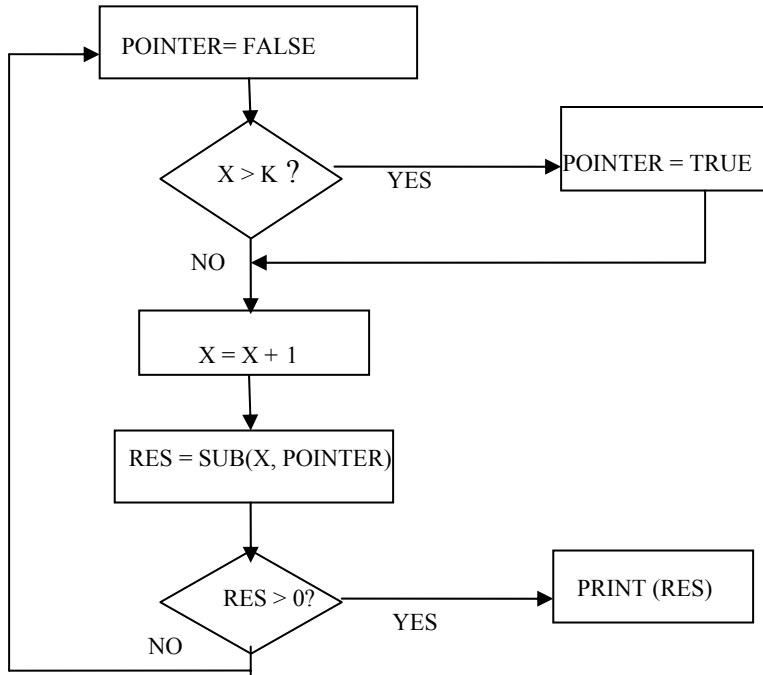 POINTER= FALSE
X > K ?
YES
POINTER = TRUE
NO
X = X + 1
RES = SUB(X, POINTER)
RES > 0?
YES
PRINT (RES)
NO